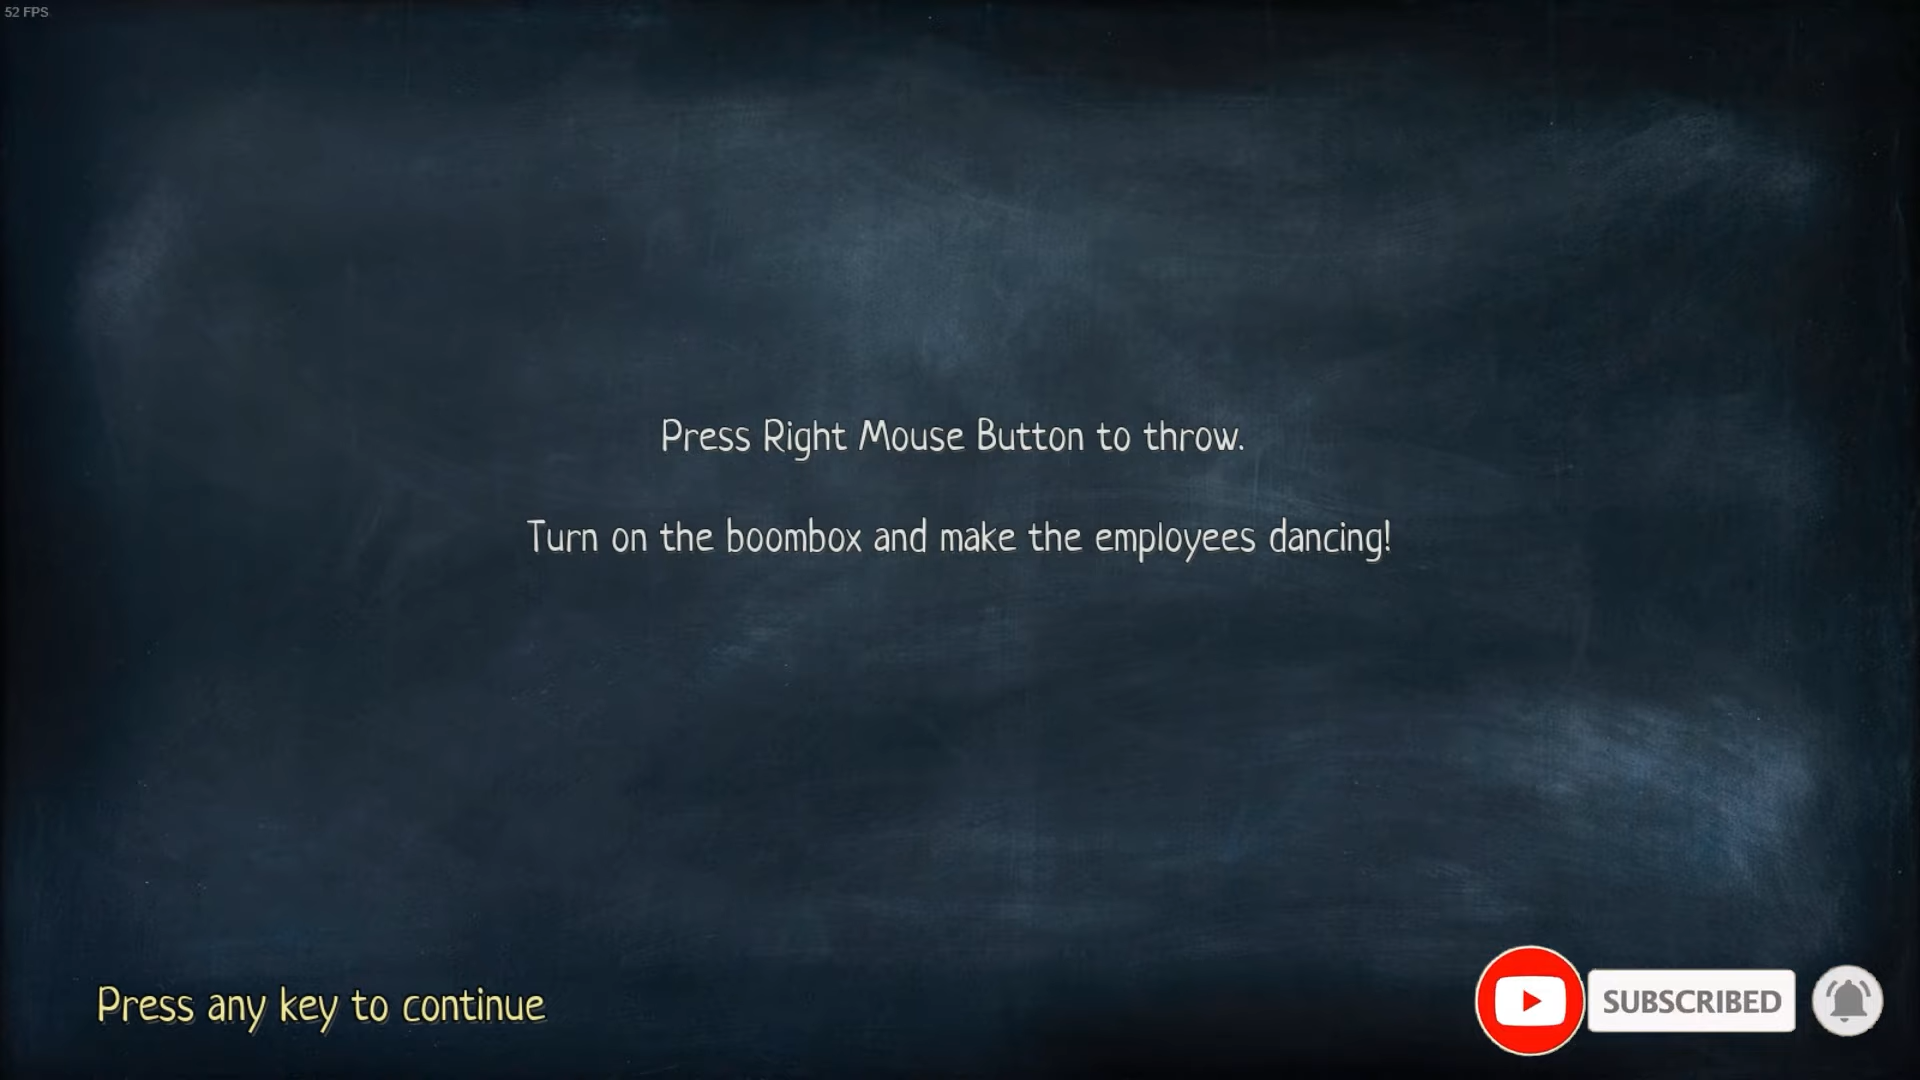 52 FPS
Press Right Mouse Button to throw.
Turn on the boombox and make the employees dancing!
Press any key to continue
SUBSCRIBED